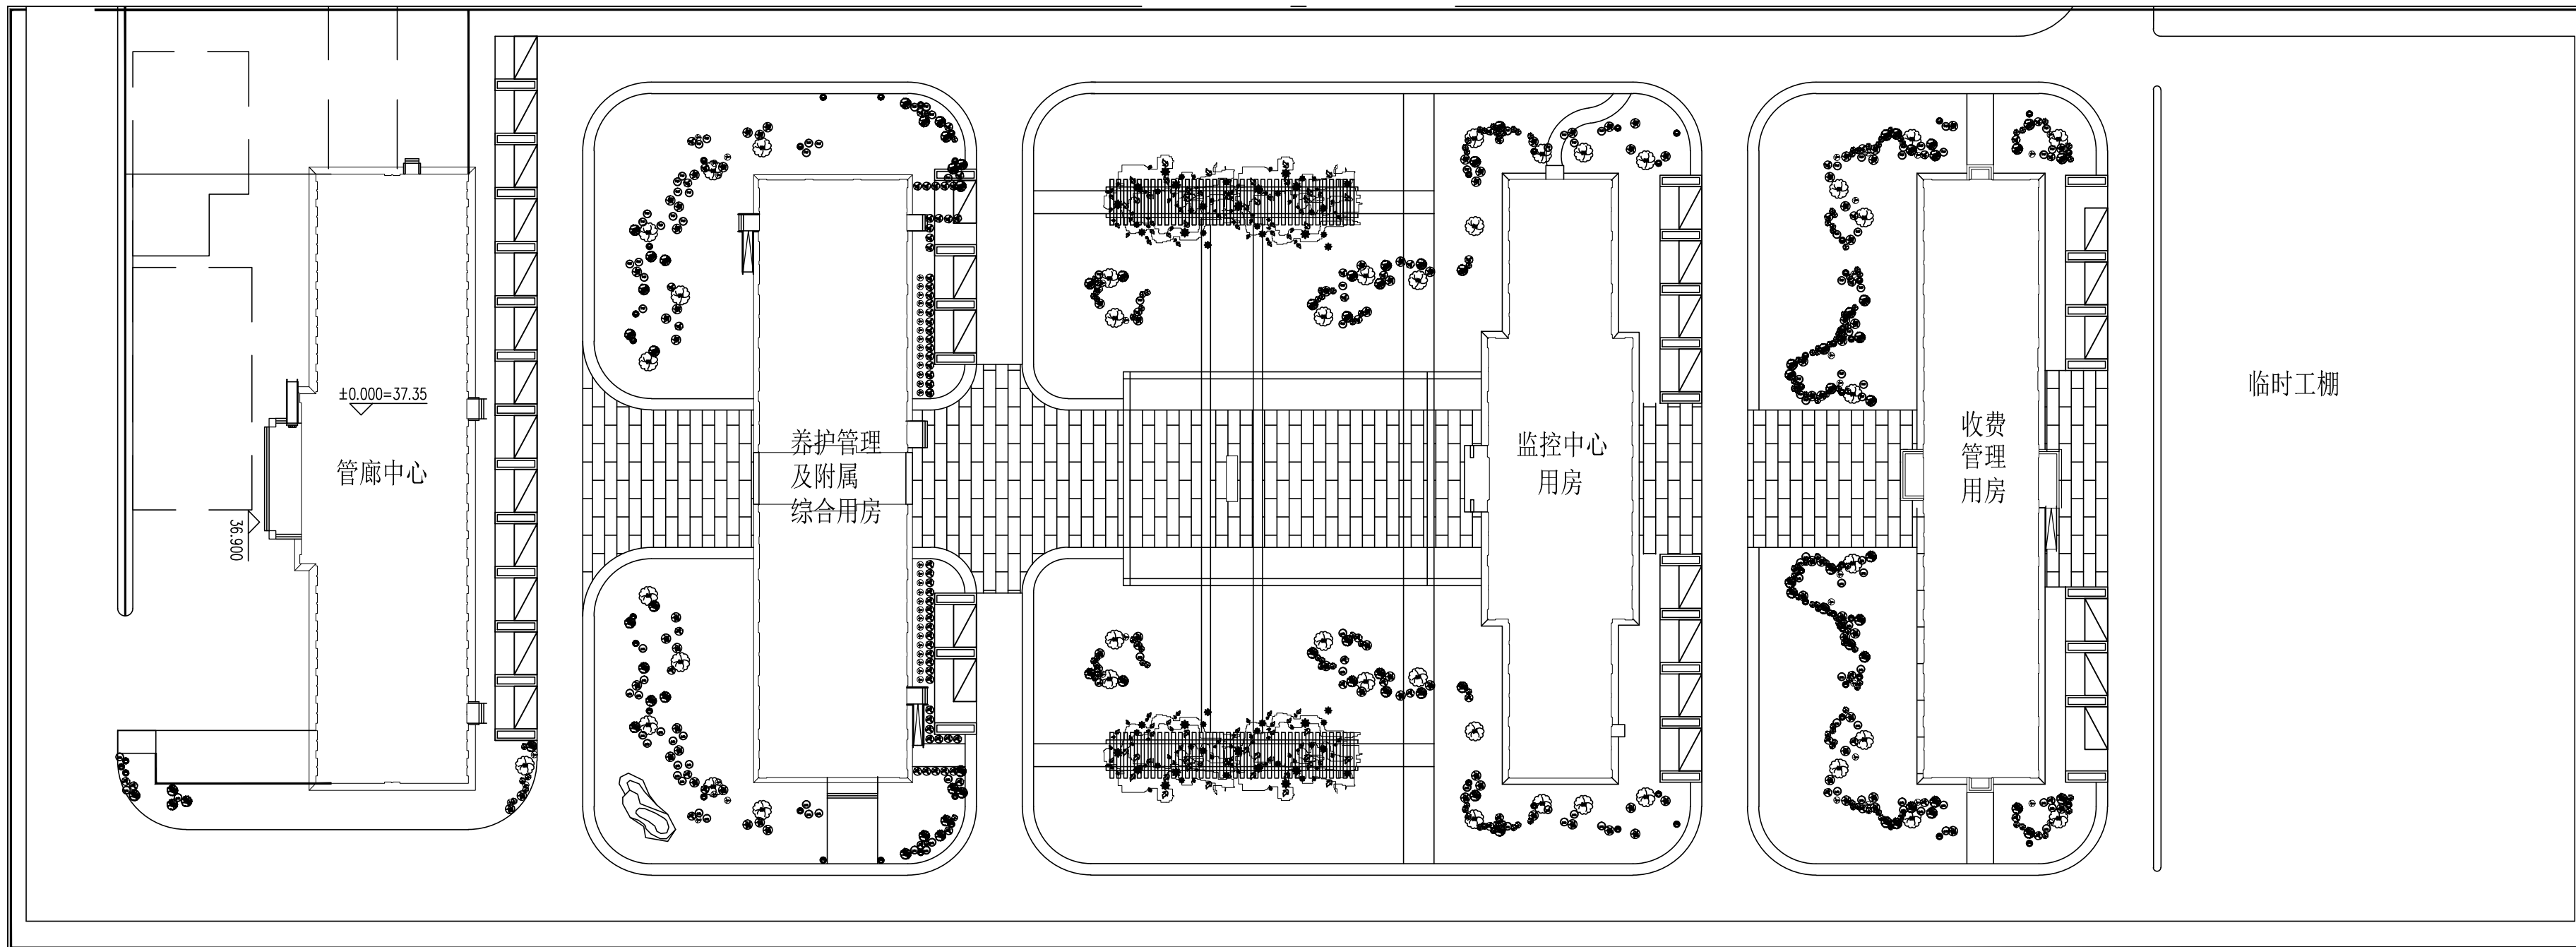 ±0.000=37.35
管廊中心
36.900
养护管理
及附属
综合用房
监控中心
用房
收费
管理
用房
临时工棚